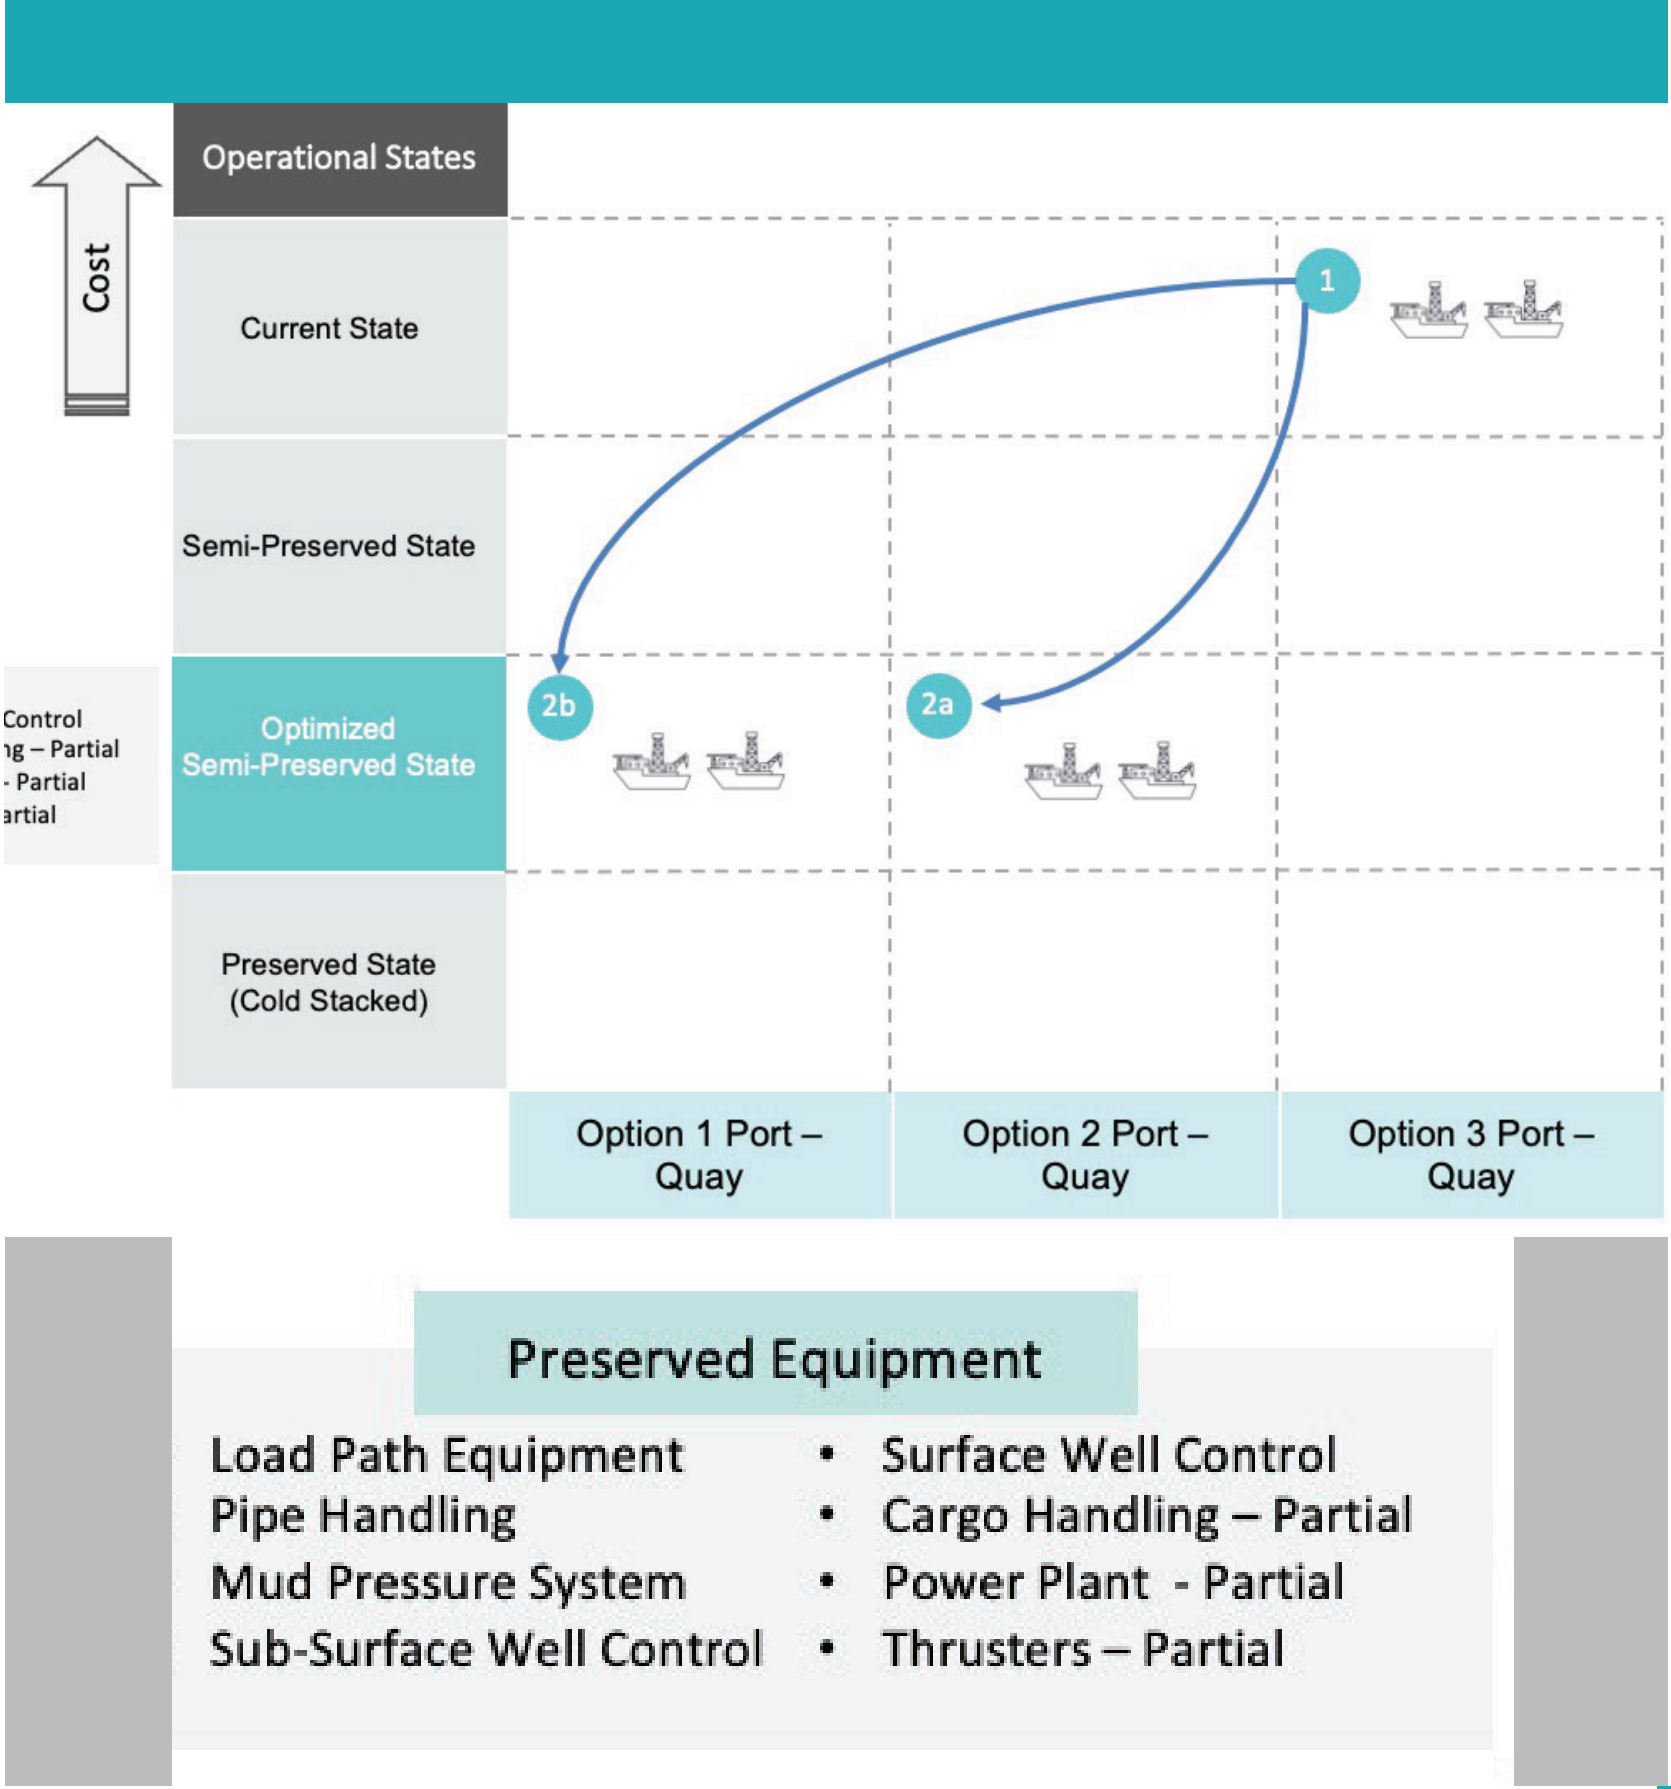 Operational States
Cost
Current State
1
Semi-Preserved State
Control
– Partial
- Partial
Optimized
Semi-Preserved State
2b
2a
Preserved State
(Cold Stacked)
Option 1 Port –
Quay
Option 2 Port –
Quay
Option 3 Port –
Quay
Preserved Equipment
Load Path Equipment
Pipe Handling
Mud Pressure System
Sub-Surface Well Control
• Surface Well Control
• Cargo Handling – Partial
• Power Plant - Partial
• Thrusters – Partial